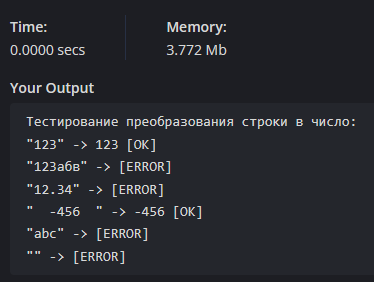 Time:
Memory:
0.0000 secs
3.772 Mb
Your Output
Тестирование преобразования строки в число:
"123" -> 123 [OK]
"123абв" -> [ERROR]
"12.34" -> [ERROR]
"  -456  " -> -456 [OK]
"abc" -> [ERROR]
"" -> [ERROR]